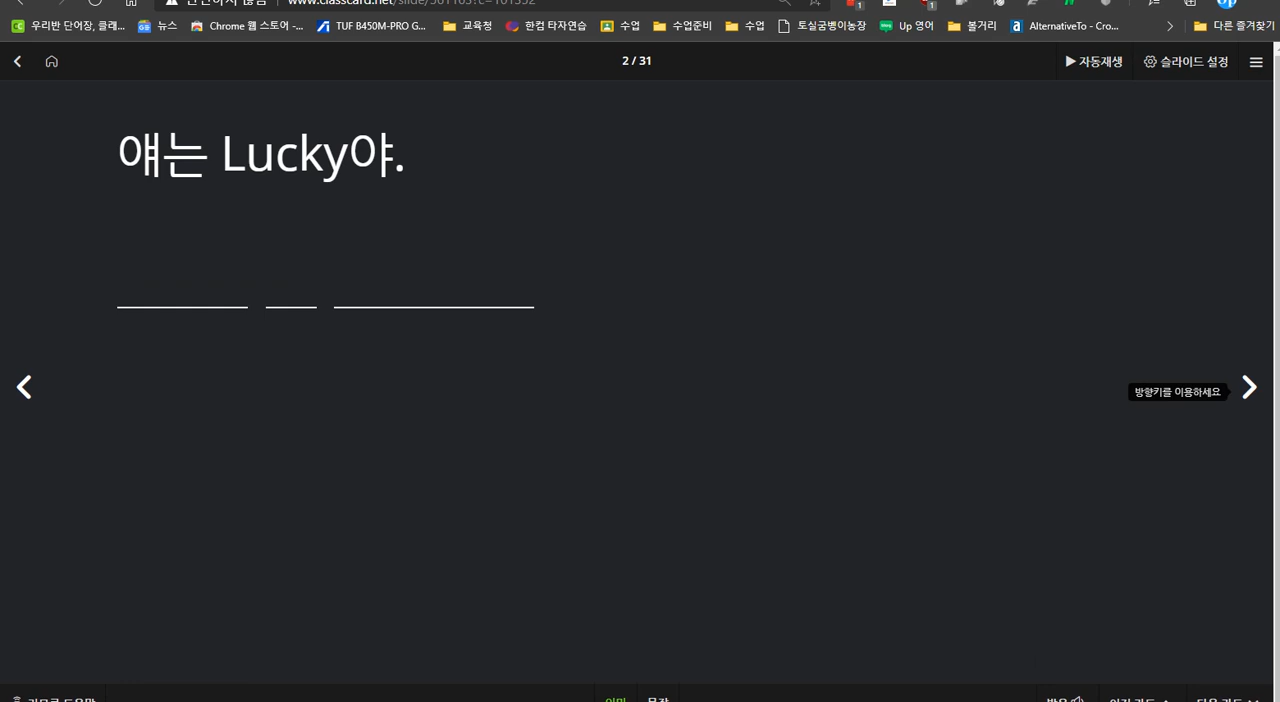 www.classcard.net/slide/
우리반 단어장, 클래... 뉴스 Chrome 웹 스토어 -... TUF B450M-PRO G... 교육청 한컴 타자연습 수업 수업준비 수업 토실굼벵이농장 Up 영어 볼거리 AlternativeTo - Cro... 다른 즐겨찾기
2 / 31 자동재생 슬라이드 설정
얘는 Lucky야.
방향키를 이용하세요